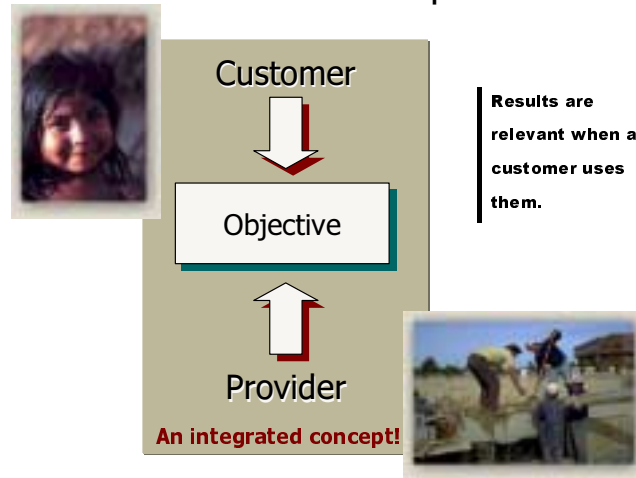 Customer
Results are
relevant when a
customer uses
them.
Objective
Provider
An integrated concept!